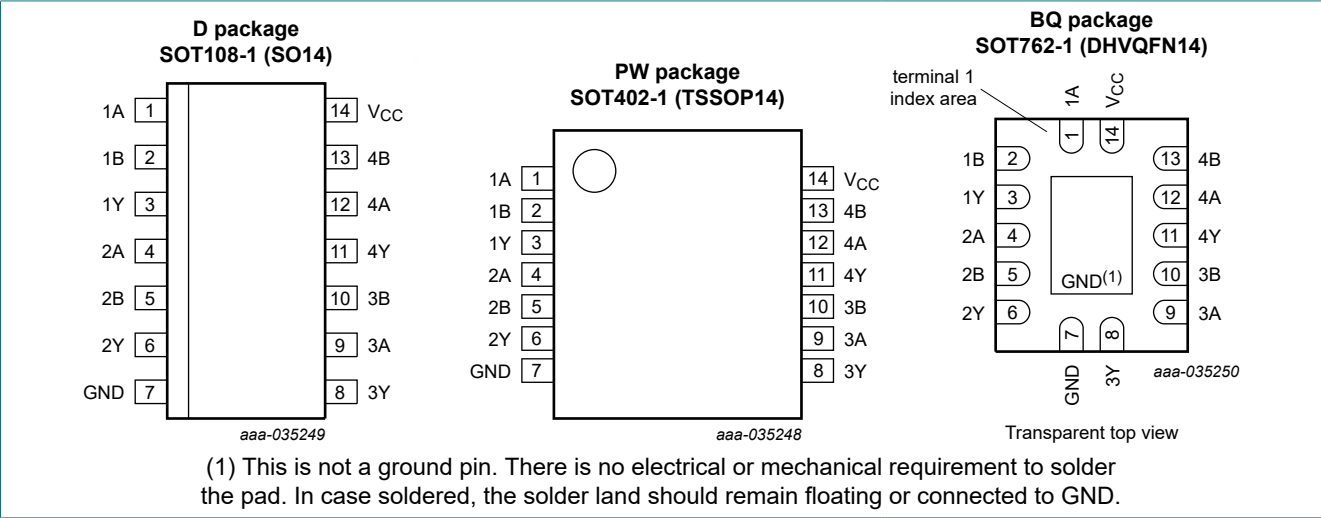 D package
SOT108-1 (SO14)
1A 1
14 VCC
1B 2
13 4B
1Y 3
12 4A
2A 4
11 4Y
2B 5
10 3B
2Y 6
9 3A
GND 7
8 3Y
aaa-035249
PW package
SOT402-1 (TSSOP14)
1A 1
14 VCC
1B 2
13 4B
1Y 3
12 4A
2A 4
11 4Y
2B 5
10 3B
2Y 6
9 3A
GND 7
8 3Y
aaa-035248
BQ package
SOT762-1 (DHVQFN14)
terminal 1
index area
1A
VCC
1
14
1B 2
13 4B
1Y 3
12 4A
2A 4
11 4Y
2B 5
10 3B
GND(1)
2Y 6
9 3A
7
8
GND
3Y
aaa-035250
Transparent top view
(1) This is not a ground pin. There is no electrical or mechanical requirement to solder
the pad. In case soldered, the solder land should remain floating or connected to GND.